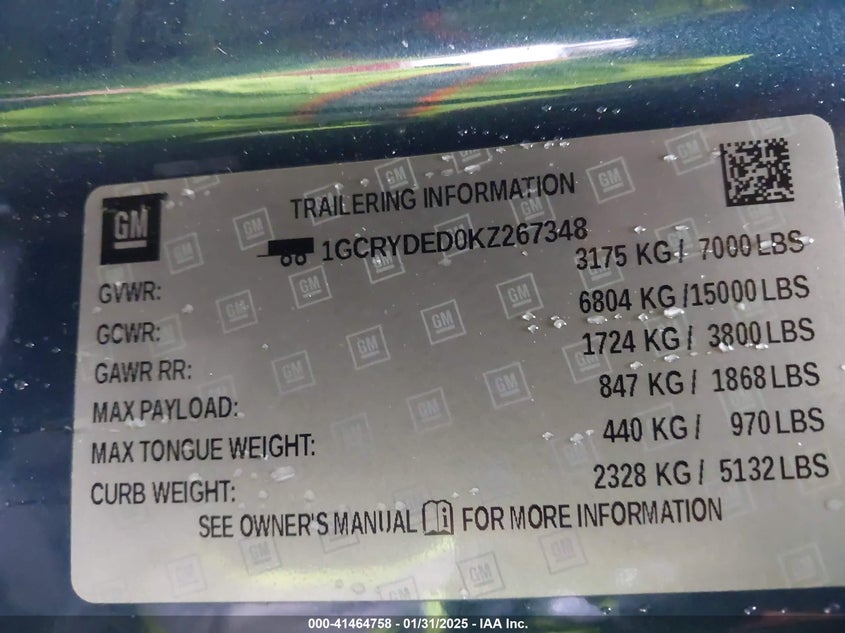 GM
TRAILERING INFORMATION
1GCRYDED0KZ267348
GVWR: 3175 KG / 7000 LBS
GCWR: 6804 KG / 15000 LBS
GAWR RR: 1724 KG / 3800 LBS
MAX PAYLOAD: 847 KG / 1868 LBS
MAX TONGUE WEIGHT: 440 KG / 970 LBS
CURB WEIGHT: 2328 KG / 5132 LBS
SEE OWNER'S MANUAL i FOR MORE INFORMATION
000-41464758 - 01/31/2025 - IAA Inc.